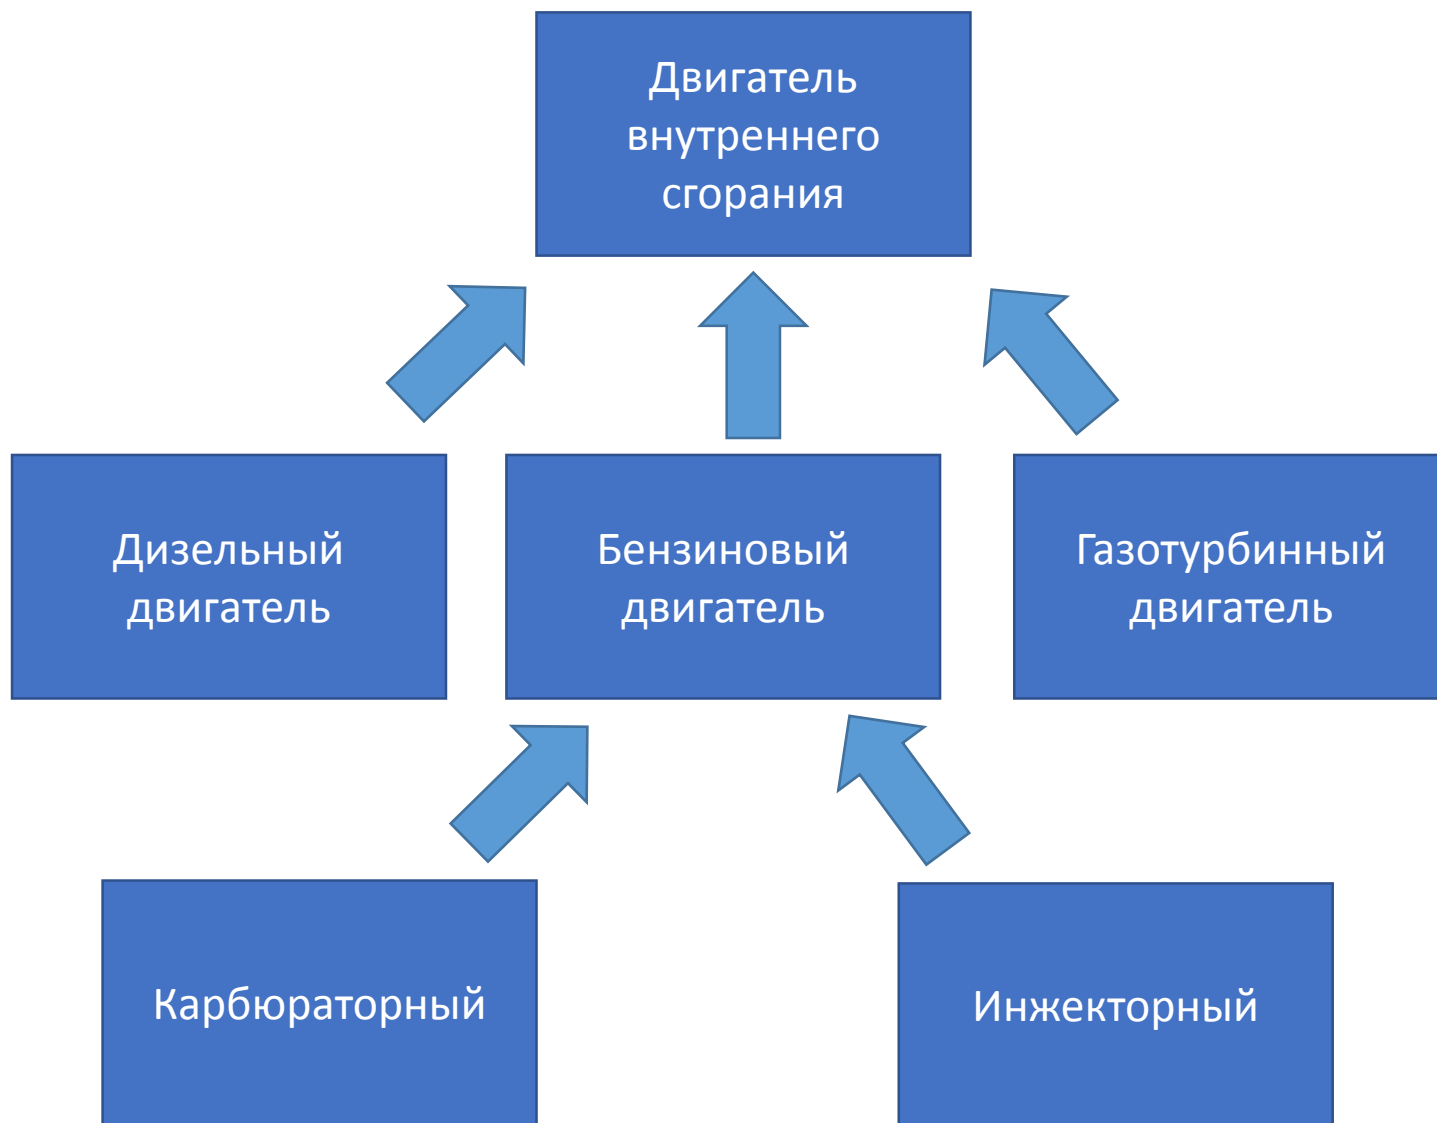 Двигатель
внутреннего
сгорания
Дизельный
двигатель
Бензиновый
двигатель
Газотурбинный
двигатель
Карбюраторный
Инжекторный